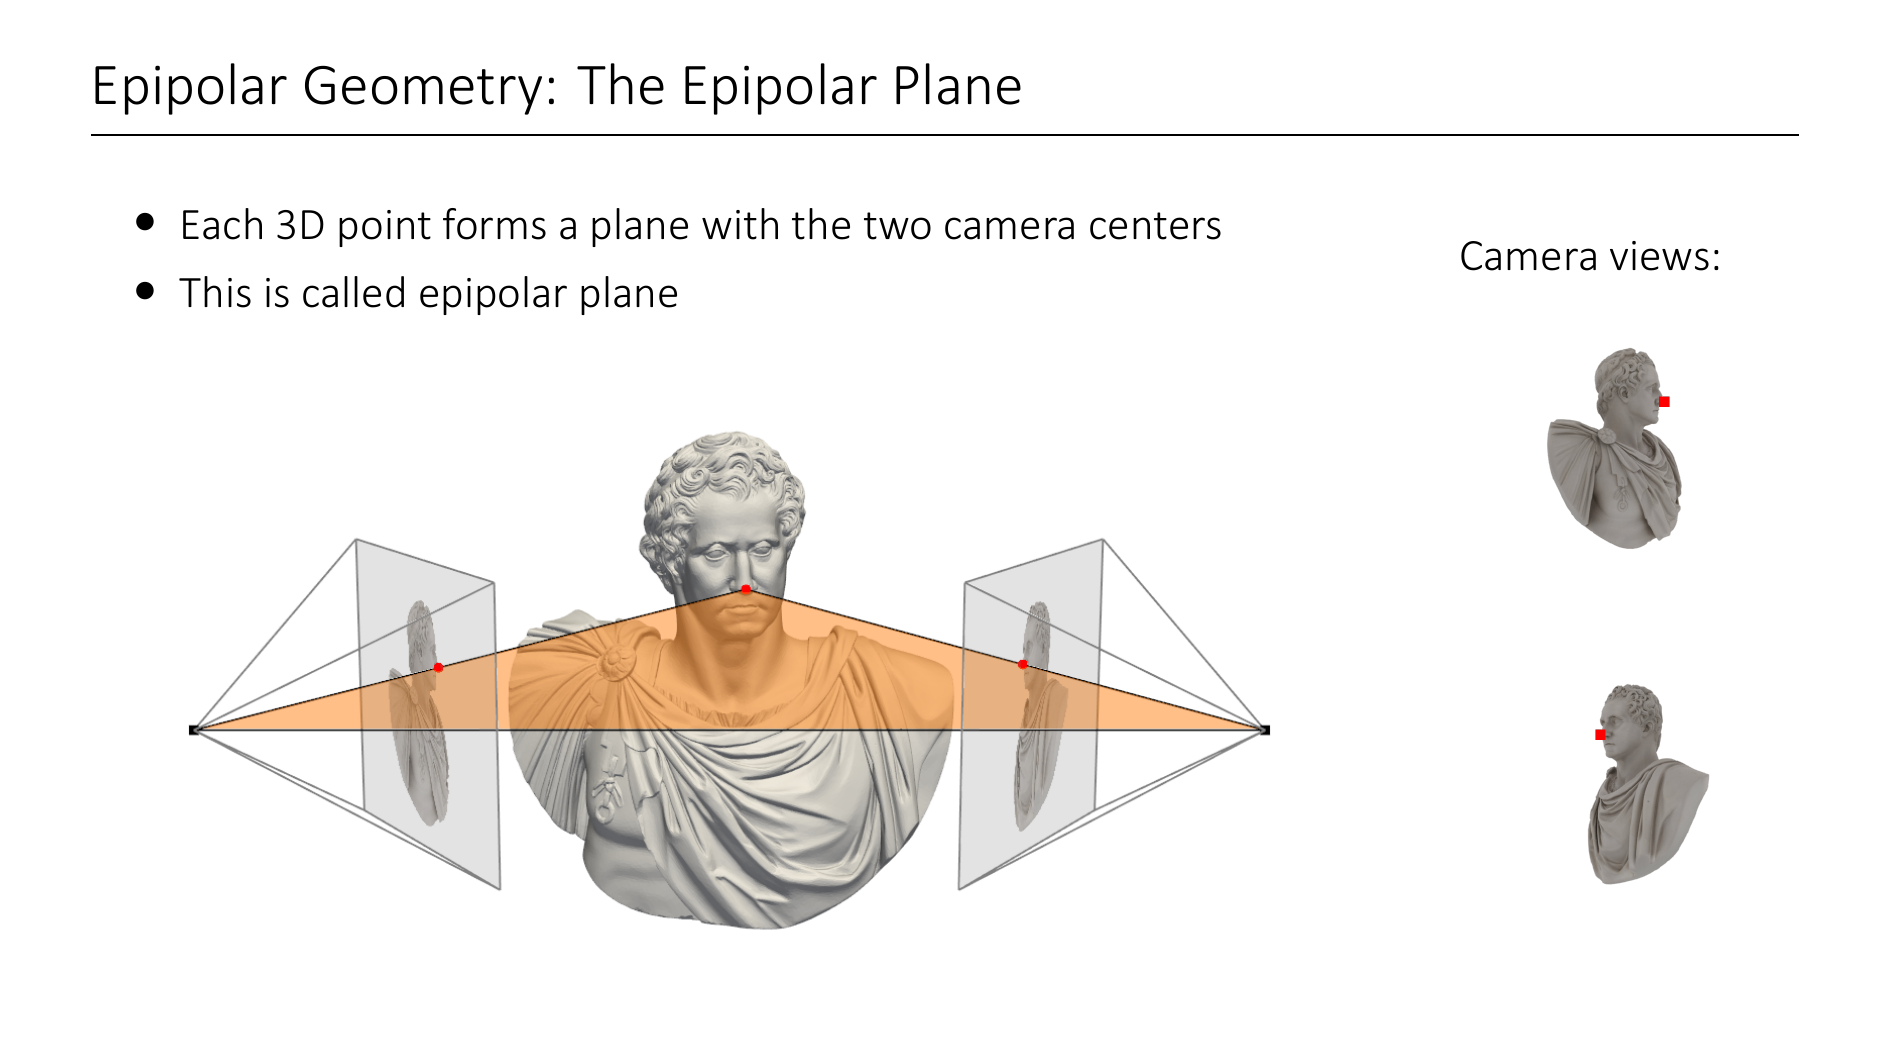 Epipolar Geometry: The Epipolar Plane
● Each 3D point forms a plane with the two camera centers
● This is called epipolar plane
Camera views: